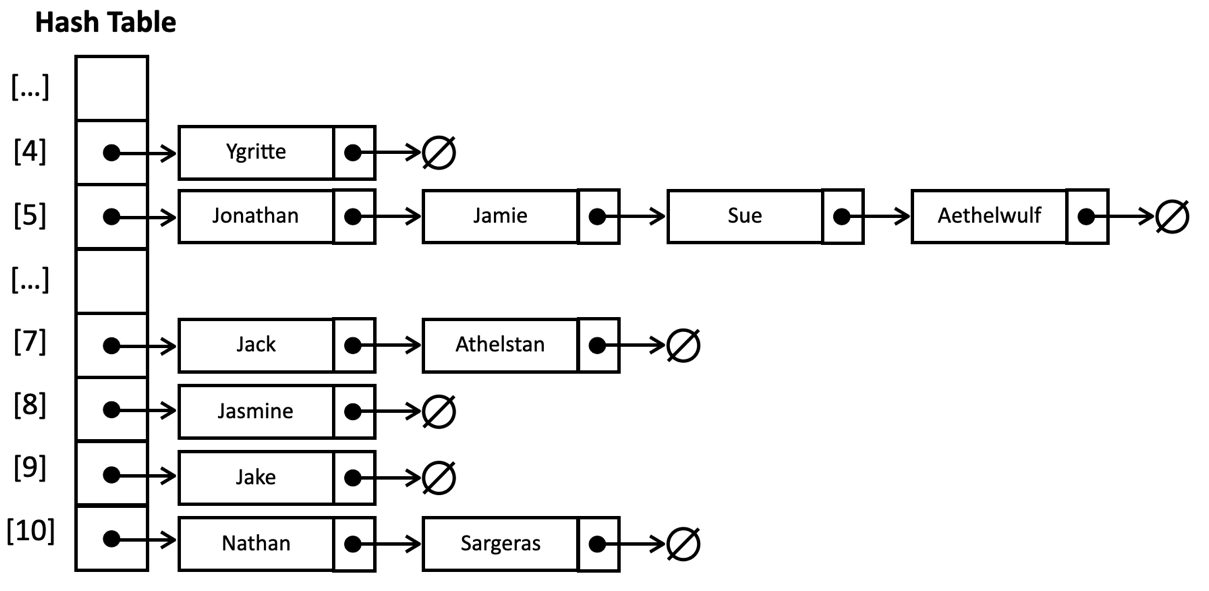 Hash Table
[...]
[4] Ygritte
[5] Jonathan Jamie Sue Aethelwulf
[...]
[7] Jack Athelstan
[8] Jasmine
[9] Jake
[10] Nathan Sargeras